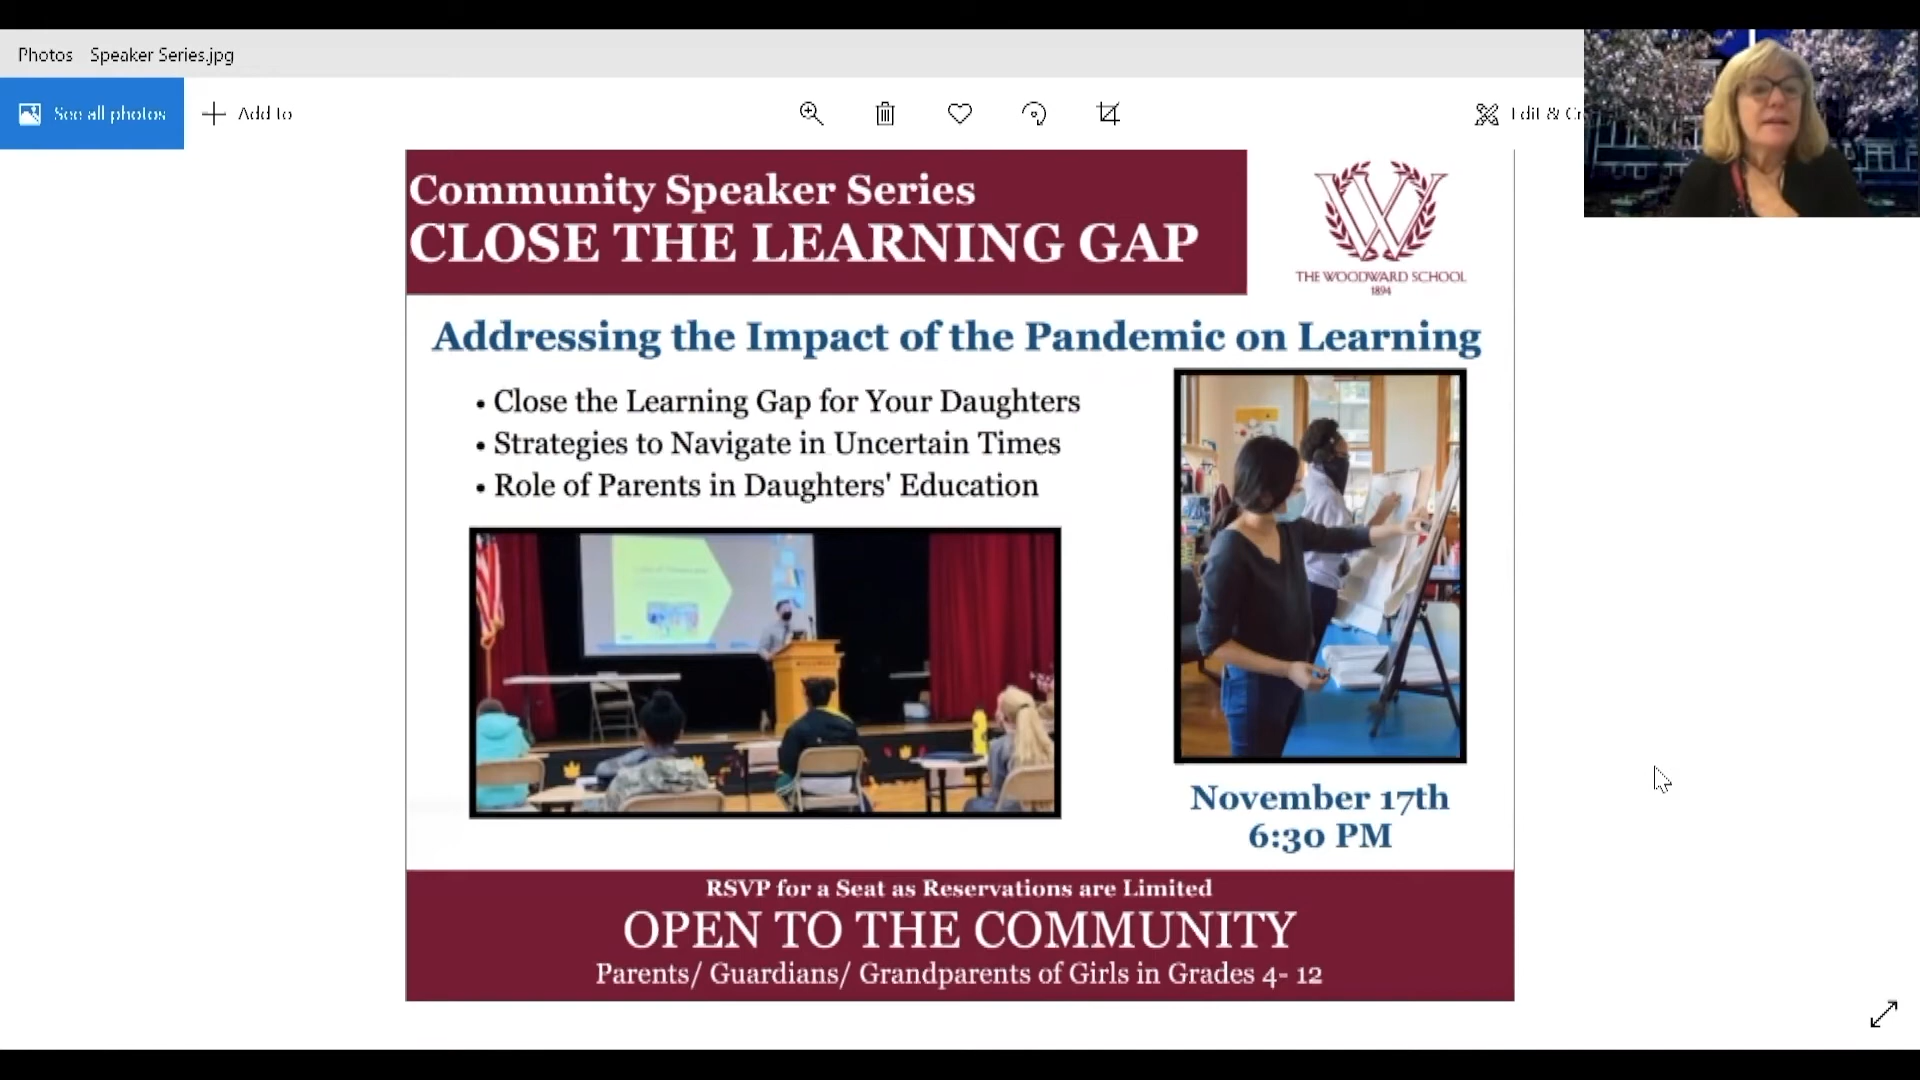 Photos Speaker Series.jpg
See all photos
Add to
Edit &
Community Speaker Series
CLOSE THE LEARNING GAP
THE WOODWARD SCHOOL
1894
Addressing the Impact of the Pandemic on Learning
• Close the Learning Gap for Your Daughters
• Strategies to Navigate in Uncertain Times
• Role of Parents in Daughters' Education
November 17th
6:30 PM
RSVP for a Seat as Reservations are Limited
OPEN TO THE COMMUNITY
Parents/ Guardians/ Grandparents of Girls in Grades 4- 12